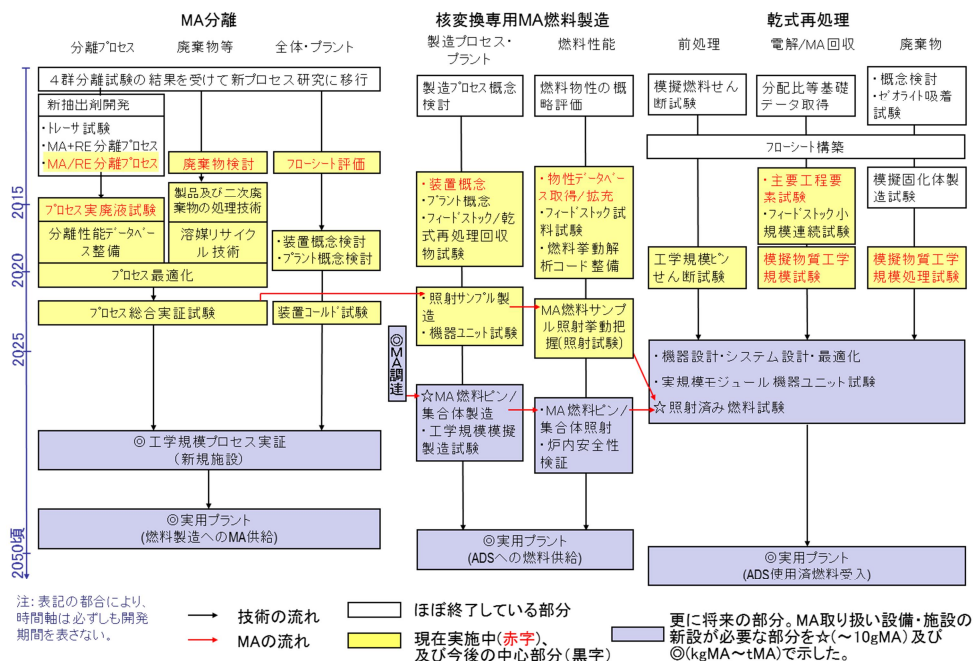 MA分離
核変換専用MA燃料製造
乾式再処理
分離プロセス
廃棄物等
全体・プラント
製造プロセス・
プラント
燃料性能
前処理
電解/MA回収
廃棄物
4群分離試験の結果を受けて新プロセス研究に移行
新抽出剤開発
・トレーサ試験
・MA+RE分離プロセス
・MA/RE分離プロセス
廃棄物検討
フローシート評価
製造プロセス概念
検討
燃料物性の概
略評価
模擬燃料せん
断試験
分配比等基礎
データ取得
・概念検討
・ゼオライト吸着
試験
フローシート構築
2015
2020
2025
2050頃
プロセス実廃液試験
分離性能データベー
ス整備
製品及び二次廃
棄物の処理技術
溶媒リサイク
ル技術
プロセス最適化
・装置概念検討
・プラント概念検討
プロセス総合実証試験
装置コールド試験
・装置概念
・プラント概念
・フィードストック/乾
式再処理回収
物試験
・物性データベース
取得/拡充
・フィードストック試
料試験
・燃料挙動解
析コード整備
・主要工程要
素試験
・フィードストック小
規模連続試験
模擬固化体製
造試験
工学規模ピン
せん断試験
模擬物質工学
規模試験
模擬物質工学
規模処理試験
・照射サンプル製
造
・機器ユニット試験
MA燃料サンプ
ル照射挙動把
握(照射試験)
◎MA調達
☆MA燃料ピン/
集合体製造
・工学規模模擬
製造試験
・MA燃料ピン/
集合体照射
・炉内安全性
検証
・機器設計・システム設計・最適化
・実規模モジュール機器ユニット試験
☆照射済み燃料試験
◎工学規模プロセス実証
(新規施設)
◎実用プラント
(燃料製造へのMA供給)
◎実用プラント
(ADSへの燃料供給)
◎実用プラント
(ADS使用済燃料受入)
注:表記の都合により、
時間軸は必ずしも開発
期間を表さない。
技術の流れ
MAの流れ
ほぼ終了している部分
現在実施中(赤字)、
及び今後の中心部分(黒字)
更に将来の部分。MA取り扱い設備・施設の
新設が必要な部分を☆(~10gMA)及び
◎(kgMA~tMA)で示した。